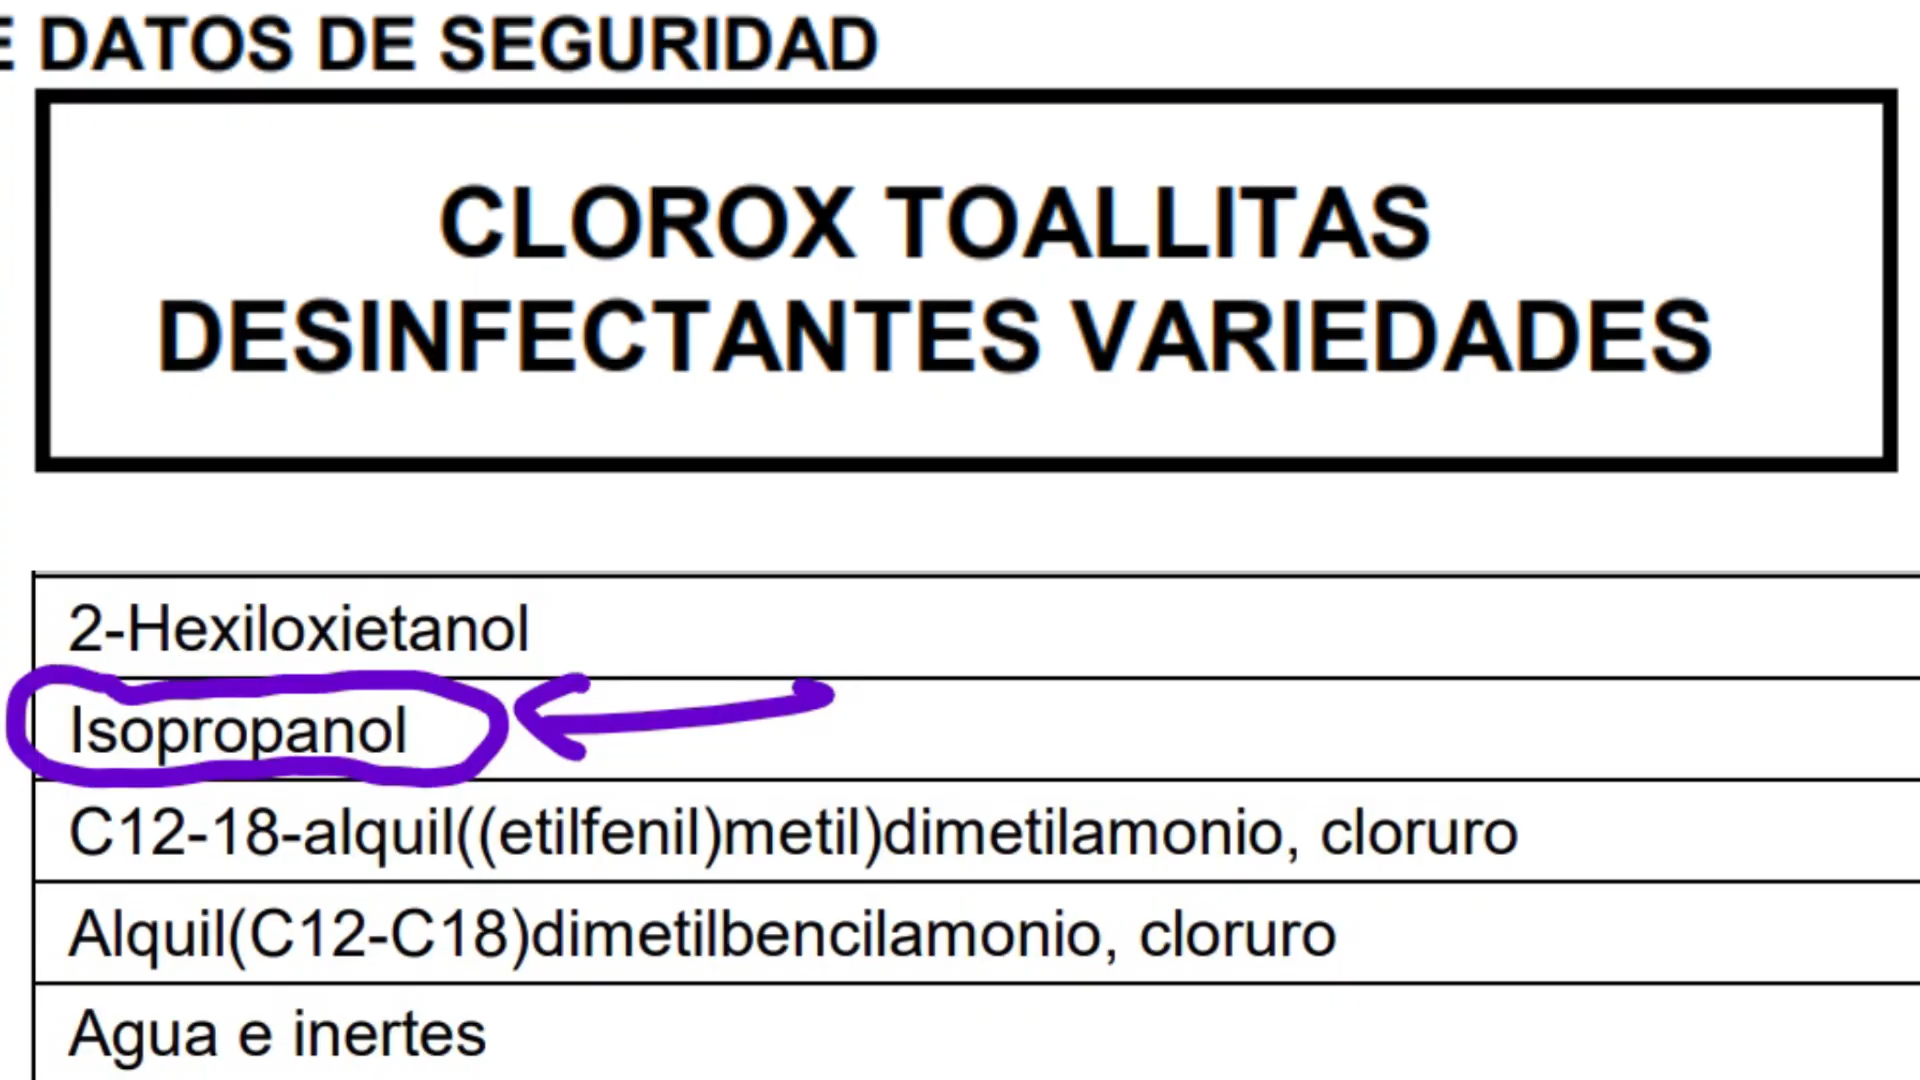 DATOS DE SEGURIDAD
CLOROX TOALLITAS
DESINFECTANTES VARIEDADES
2-Hexiloxietanol
Isopropanol
C12-18-alquil((etilfenil)metil)dimetilamonio, cloruro
Alquil(C12-C18)dimetilbencilamonio, cloruro
Agua e inertes